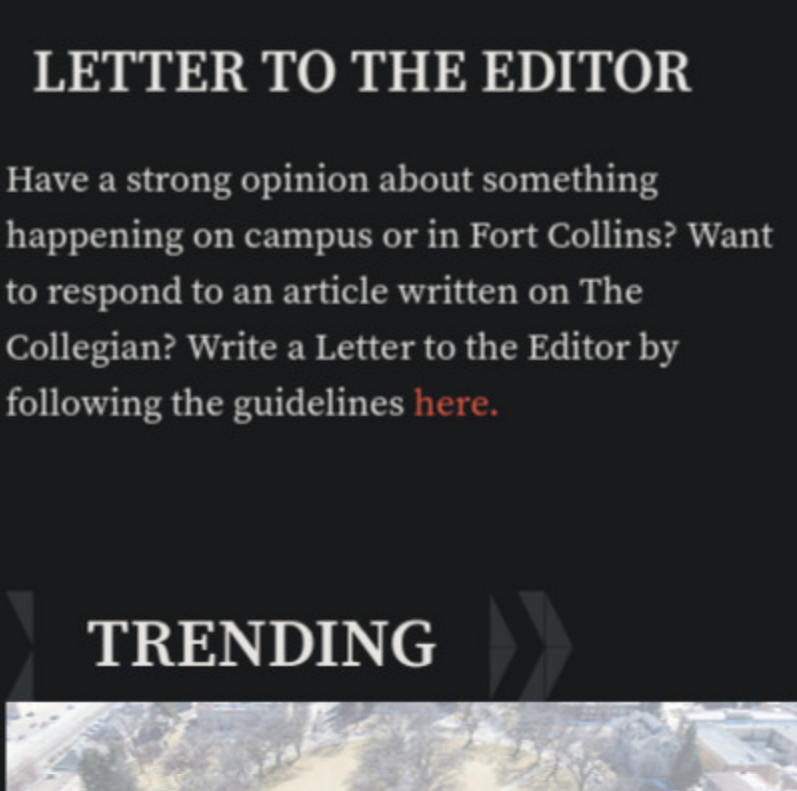 LETTER TO THE EDITOR
Have a strong opinion about something
happening on campus or in Fort Collins? Want
to respond to an article written on The
Collegian? Write a Letter to the Editor by
following the guidelines here.
TRENDING